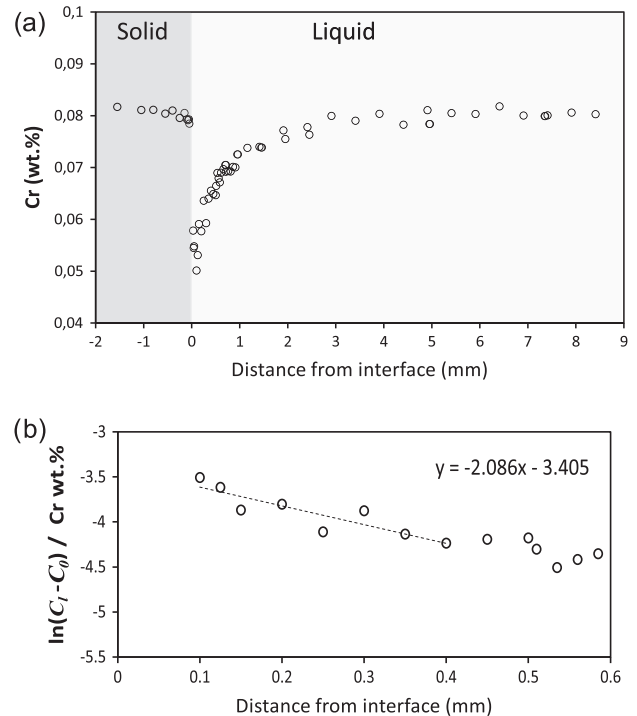 (a)
Solid
Liquid
Cr (wt.%)
0,1
0,09
0,08
0,07
0,06
0,05
0,04
-2 -1 0 1 2 3 4 5 6 7 8 9
Distance from interface (mm)
(b)
ln(Cₗ-C₀) / Cr wt.%
-3
-3.5
-4
-4.5
-5
-5.5
y = -2.086x - 3.405
0 0.1 0.2 0.3 0.4 0.5 0.6
Distance from interface (mm)